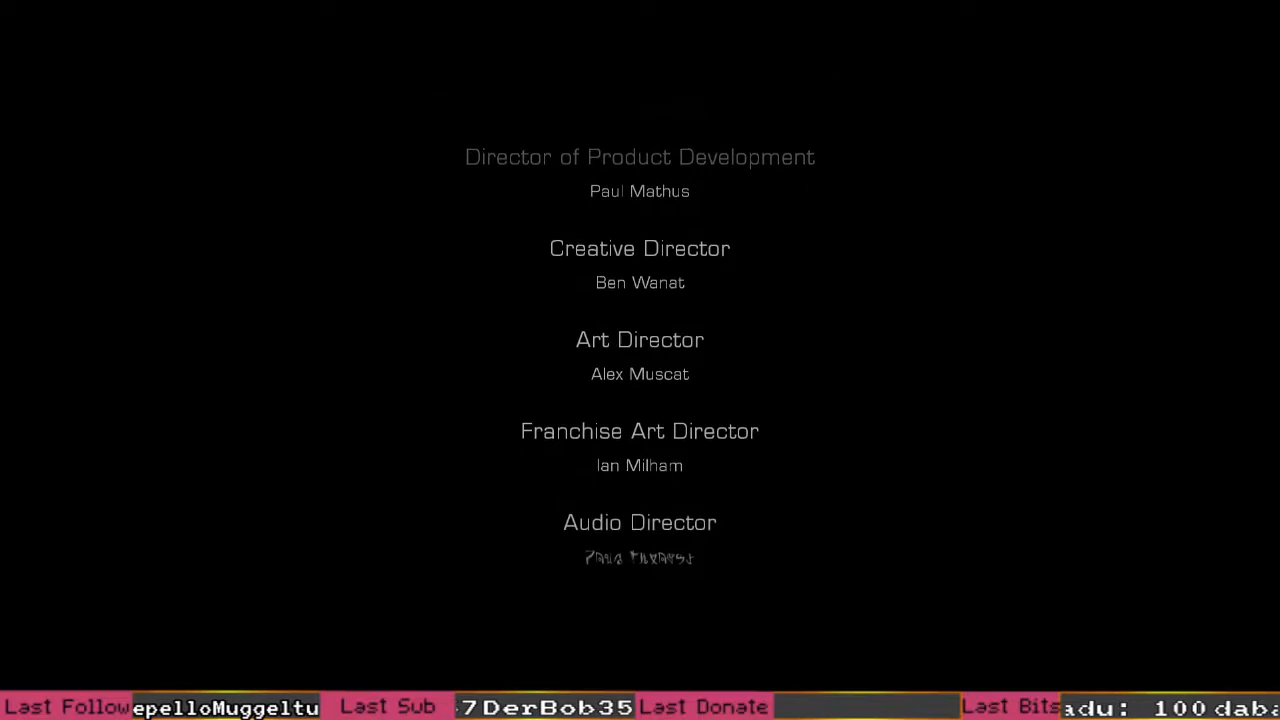 Director of Product Development
Paul Mathus
Creative Director
Ben Wanat
Art Director
Alex Muscat
Franchise Art Director
Ian Milham
Audio Director
Last Follow epelloMuggeltu Last Sub 7DerBob35 Last Donate Last Bits adu: 100 daba